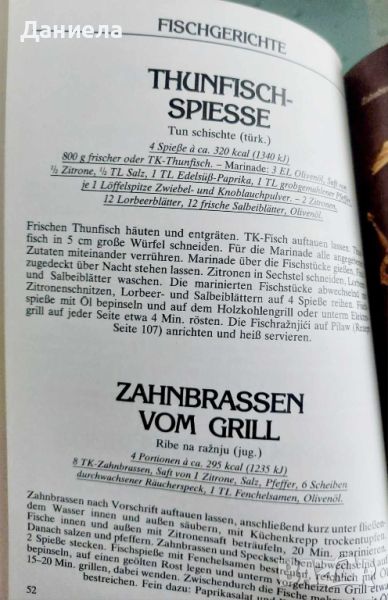 Даниела
FISCHGERICHTE
THUNFISCH-
SPIESSE
Tun schischte (türk.)
4 Spieße à ca. 320 kcal (1340 kJ)
800 g frischer oder TK-Thunfisch. – Marinade: 3 EL Olivenöl, Saft von
½ Zitrone, ½ TL Salz, 1 TL Edelsüß-Paprika, 1 TL grobgemahlener Pfeffer,
je 1 Löffelspitze Zwiebel- und Knoblauchpulver. – 2 Zitronen,
12 Lorbeerblätter, 12 frische Salbeiblätter, Olivenöl.
Frischen Thunfisch häuten und entgräten. TK-Fisch auftauen lassen. Thun-
fisch in 5 cm große Würfel schneiden. Für die Marinade alle
Zutaten miteinander verrühren. Marinade über die Fischstücke gießen,
zugedeckt über Nacht stehen lassen. Zitronen in Sechstel schneiden,
und Salbeiblätter waschen. Die marinierten Fischstücke abwechselnd mit
Zitronenschnitzen, Lorbeer- und Salbeiblättern auf 4 Spieße reihen.
spieße mit Öl bepinseln und auf dem Holzkohlengrill oder unterm
grill auf jeder Seite etwa 4 Min. rösten. Die Fischražnjići auf Pilaw
Seite 107) anrichten und heiß servieren.
ZAHNBRASSEN
VOM GRILL
Ribe na ražnju (jug.)
4 Portionen à ca. 295 kcal (1235 kJ)
8 TK-Zahnbrassen, Saft von 1 Zitrone, Salz, Pfeffer, 6 Scheiben
durchwachsener Räucherspeck, 1 TL Fenchelsamen, Olivenöl.
Zahnbrassen nach Vorschrift auftauen lassen, anschließend kurz unter
dem Wasser innen und außen säubern, mit Küchenkrepp trockentupfen.
Fische innen und außen mit Zitronensaft beträufeln, 20 Min. marinieren.
Danach salzen und pfeffern. Zahnbrassen und Speckscheiben abwechselnd
2 Spieße stecken. Fischspieße mit Fenchelsamen
bepinseln, auf einen geölten Rost legen und unterm vorgeheizten Grill etwa
15–20 Min. grillen, dabei wenden. Zwischendurch die Fische
bestreichen. Fein dazu: Paprikasalat
52